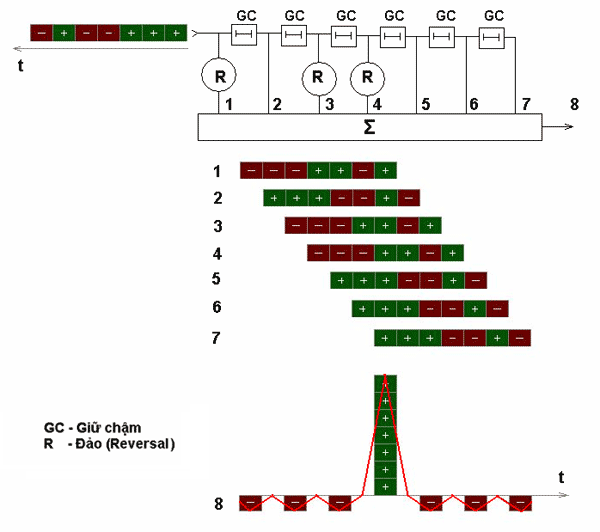 GC GC GC GC GC GC
− + − − + + +
t
R R R
1 2 3 4 5 6 7 8
Σ
1 − − − + + − +
2 + + + − − + −
3 − − − + + − +
4 − − − + + − +
5 + + + − − + −
6 + + + − − + −
7 + + + − − + −
+
+
+
+
+
+
+
GC - Giữ chậm
R - Đảo (Reversal)
t
8 − − − − − −